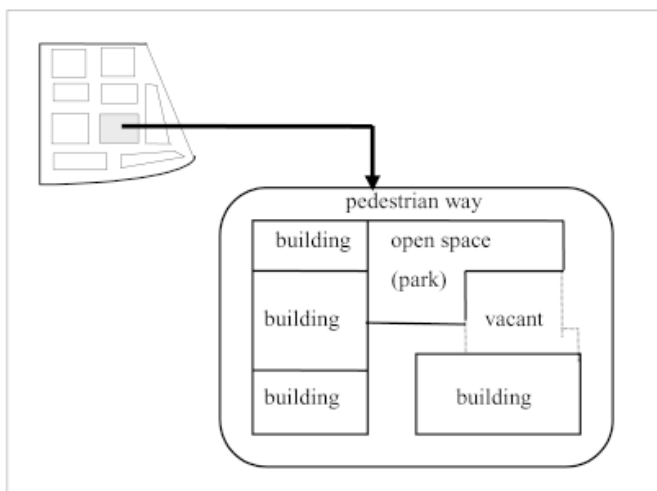 pedestrian way
building
open space
(park)
building
vacant
building
building